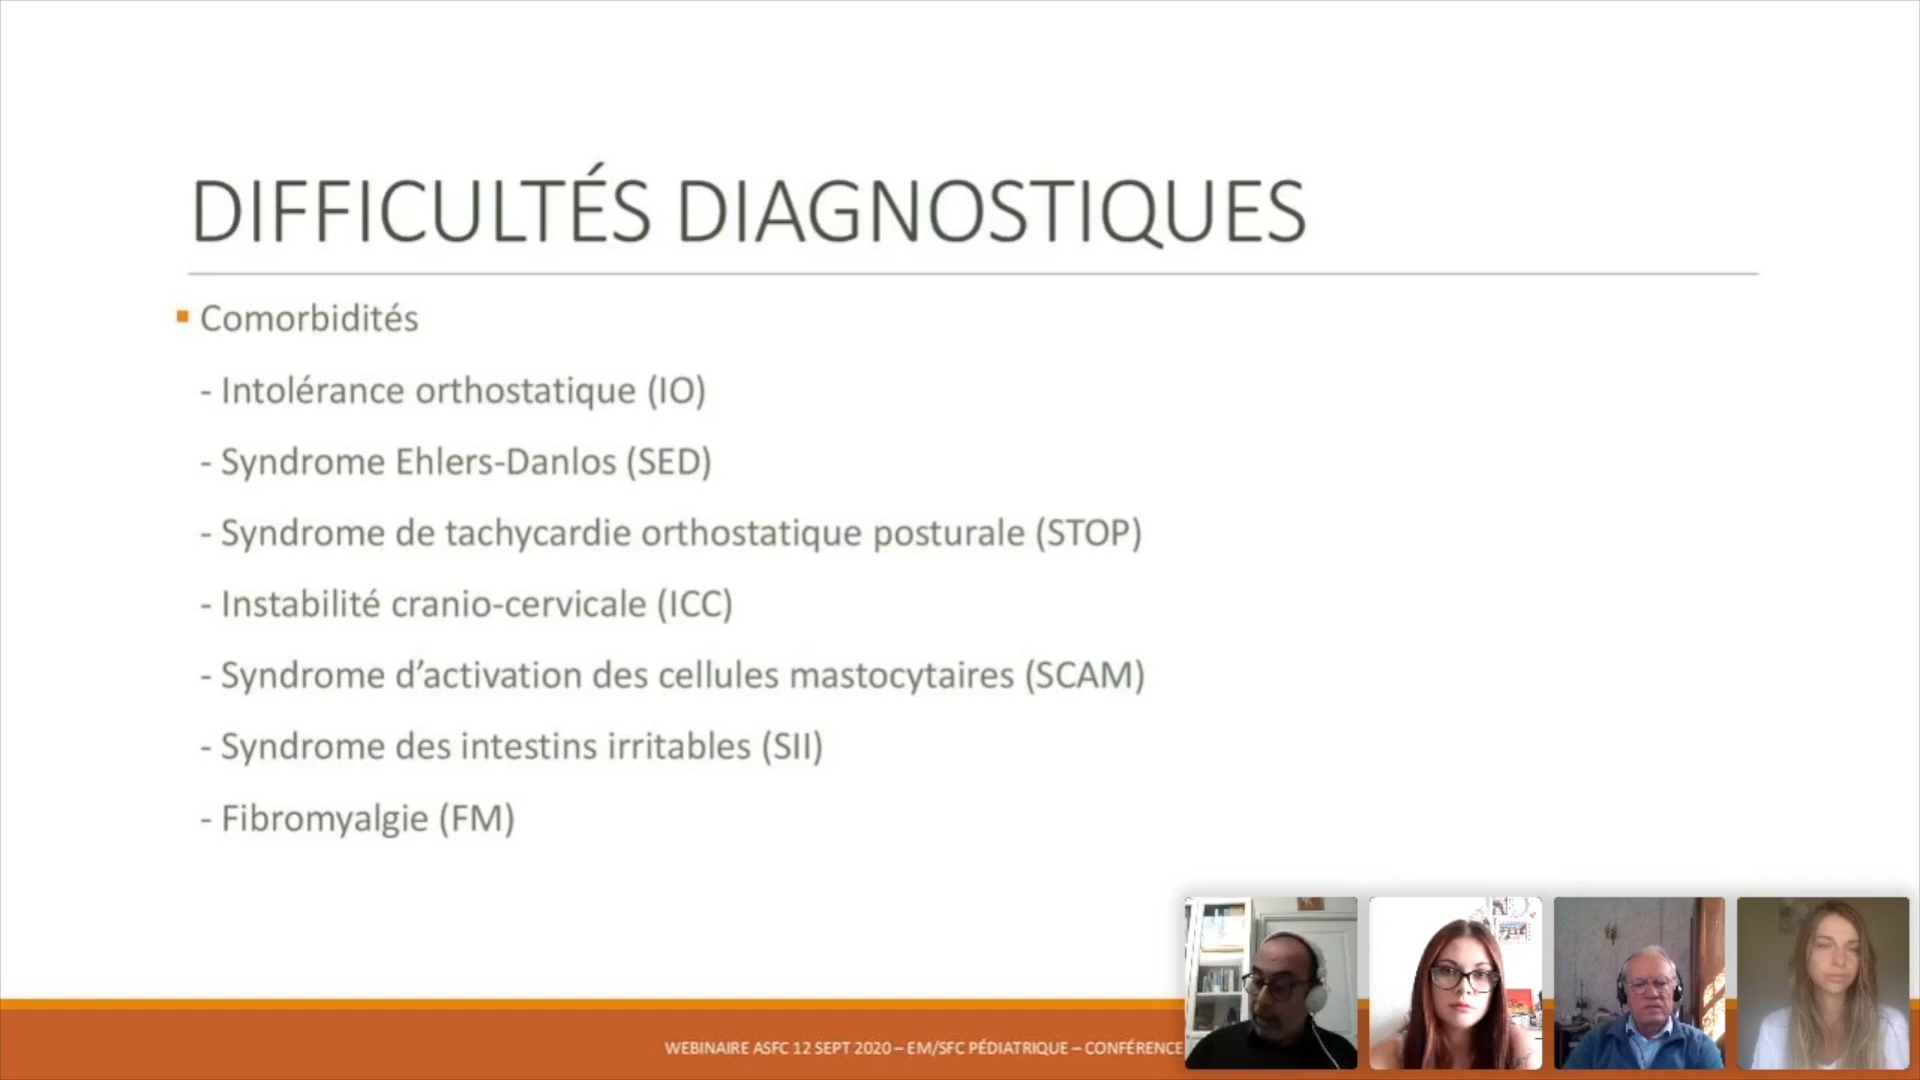 DIFFICULTÉS DIAGNOSTIQUES
Comorbidités
- Intolérance orthostatique (IO)
- Syndrome Ehlers-Danlos (SED)
- Syndrome de tachycardie orthostatique posturale (STOP)
- Instabilité cranio-cervicale (ICC)
- Syndrome d’activation des cellules mastocytaires (SCAM)
- Syndrome des intestins irritables (SII)
- Fibromyalgie (FM)
WEBINAIRE ASFC 12 SEPT 2020 – EM/SFC PÉDIATRIQUE – CONFÉRENCE